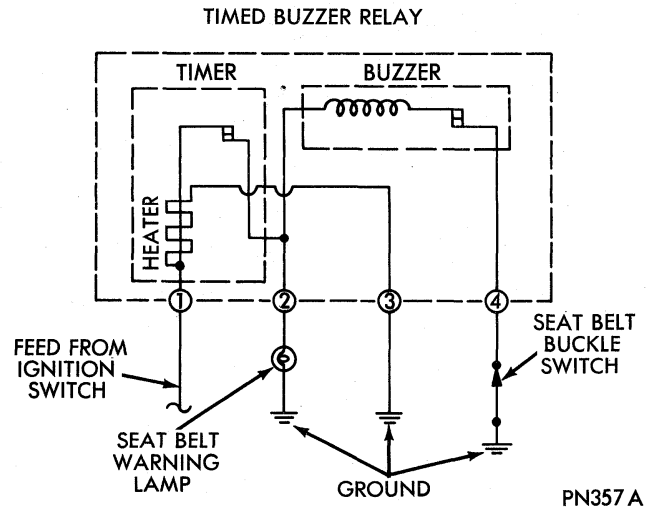 TIMED BUZZER RELAY
TIMER
BUZZER
HEATER
1
2
3
4
FEED FROM
IGNITION
SWITCH
SEAT BELT
WARNING
LAMP
GROUND
SEAT BELT
BUCKLE
SWITCH
PN357A